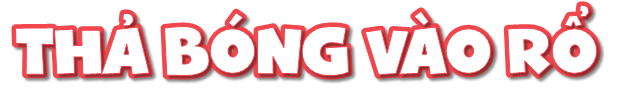 THẢ BÓNG VÀO RỔ